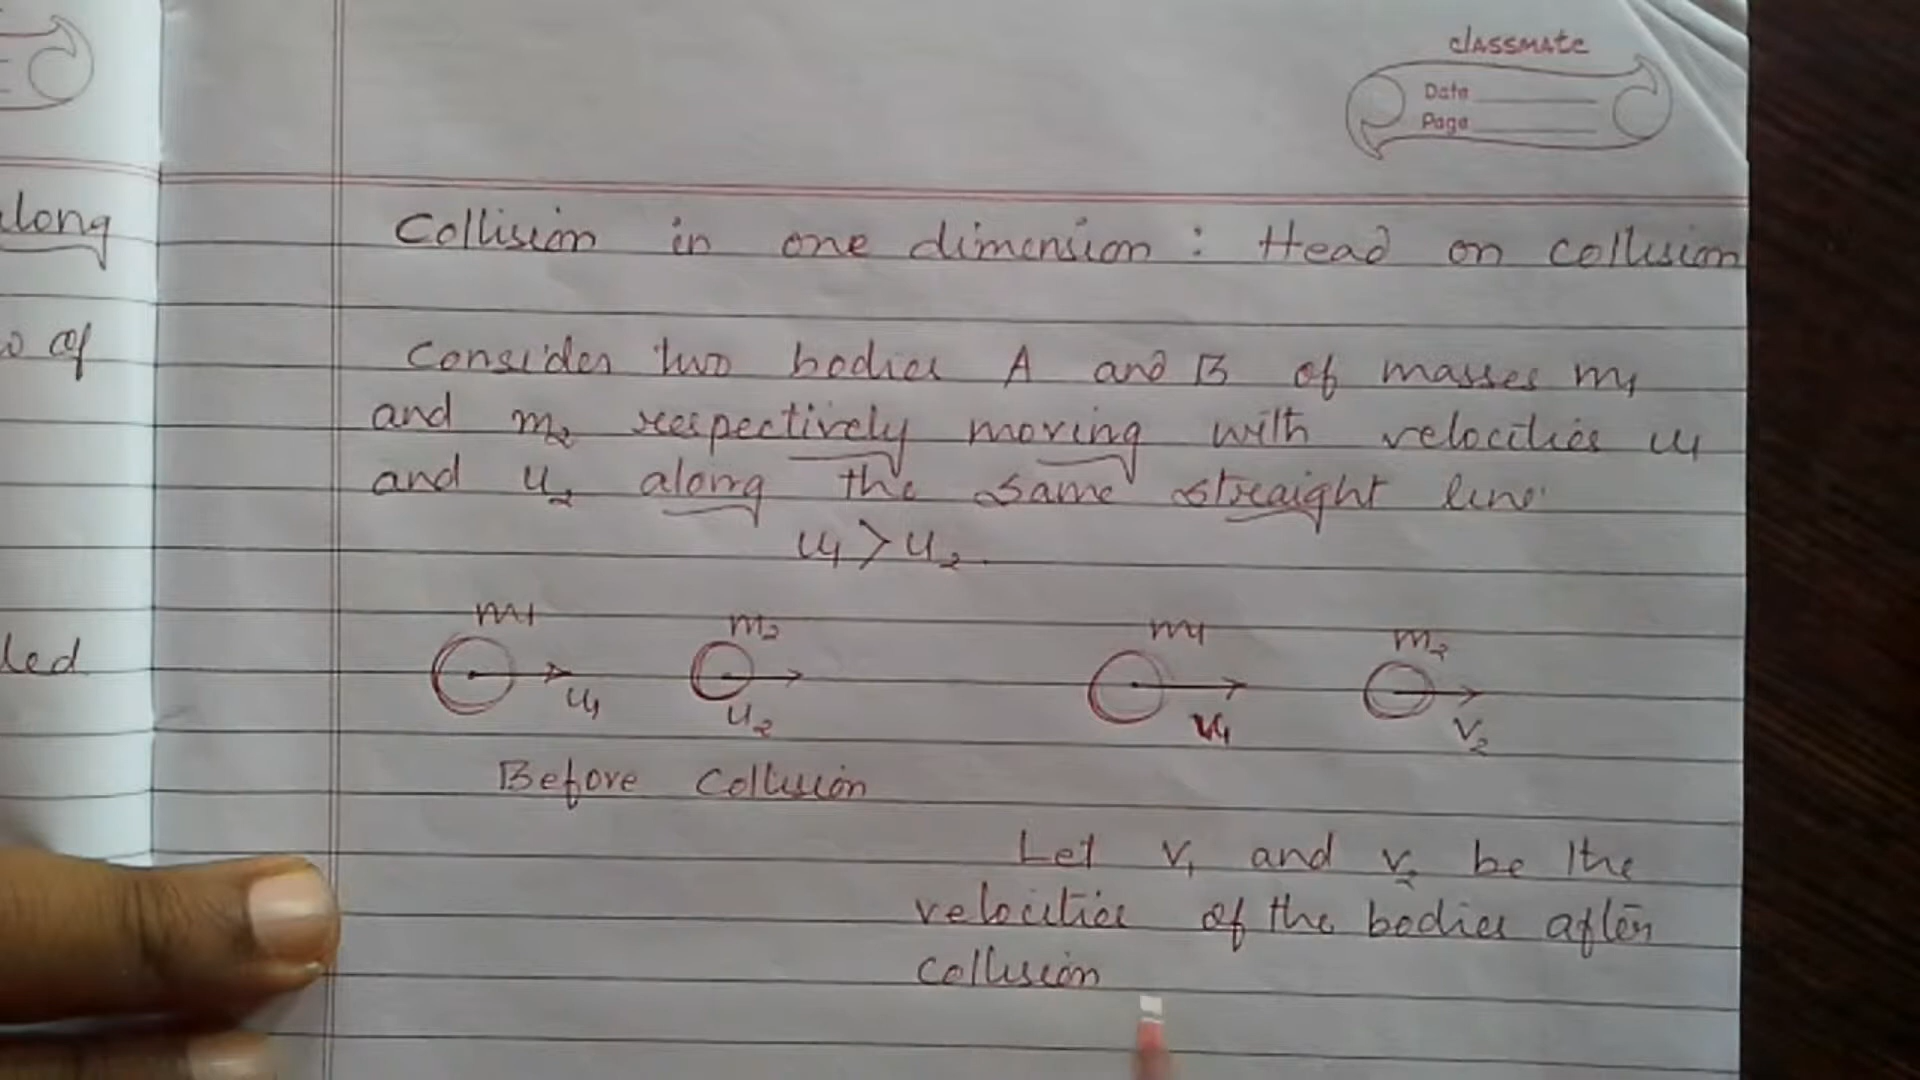 classmate
Date
Page
along
of
led
Collision in one dimension : Head on collision
Consider two bodies A and B of masses m₁
and m₂ respectively moving with velocities u₁
and u₂ along the same straight line.
u₁ > u₂.
m₁ m₂ m₁ m₂
u₁ u₂ v₁ v₂
Before Collision
Let v₁ and v₂ be the
velocities of the bodies after
collision